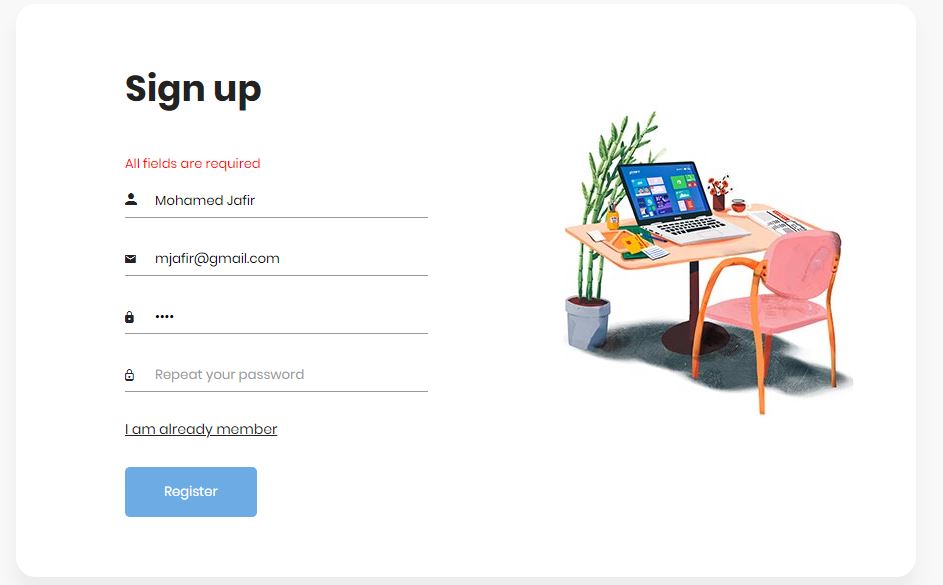 Sign up
All fields are required
Mohamed Jafir
mjafir@gmail.com
••••
Repeat your password
I am already member
Register